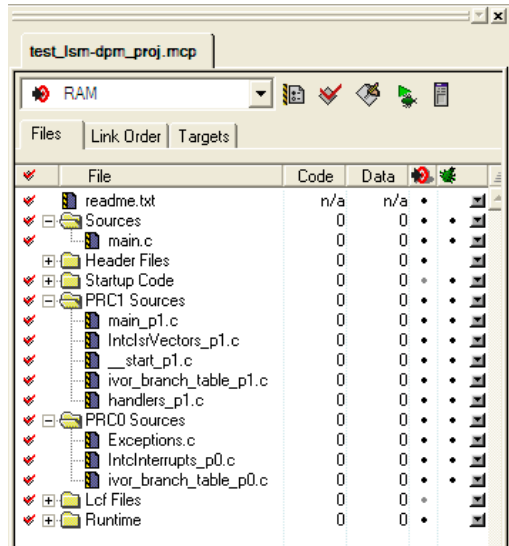 test_lsm-dpm_proj.mcp
RAM
Files Link Order Targets
File Code Data
readme.txt n/a n/a
Sources 0 0
main.c 0 0
Header Files 0 0
Startup Code 0 0
PRC1 Sources 0 0
main_p1.c 0 0
IntcIsrVectors_p1.c 0 0
__start_p1.c 0 0
ivor_branch_table_p1.c 0 0
handlers_p1.c 0 0
PRC0 Sources 0 0
Exceptions.c 0 0
IntcInterrupts_p0.c 0 0
ivor_branch_table_p0.c 0 0
Lcf Files 0 0
Runtime 0 0